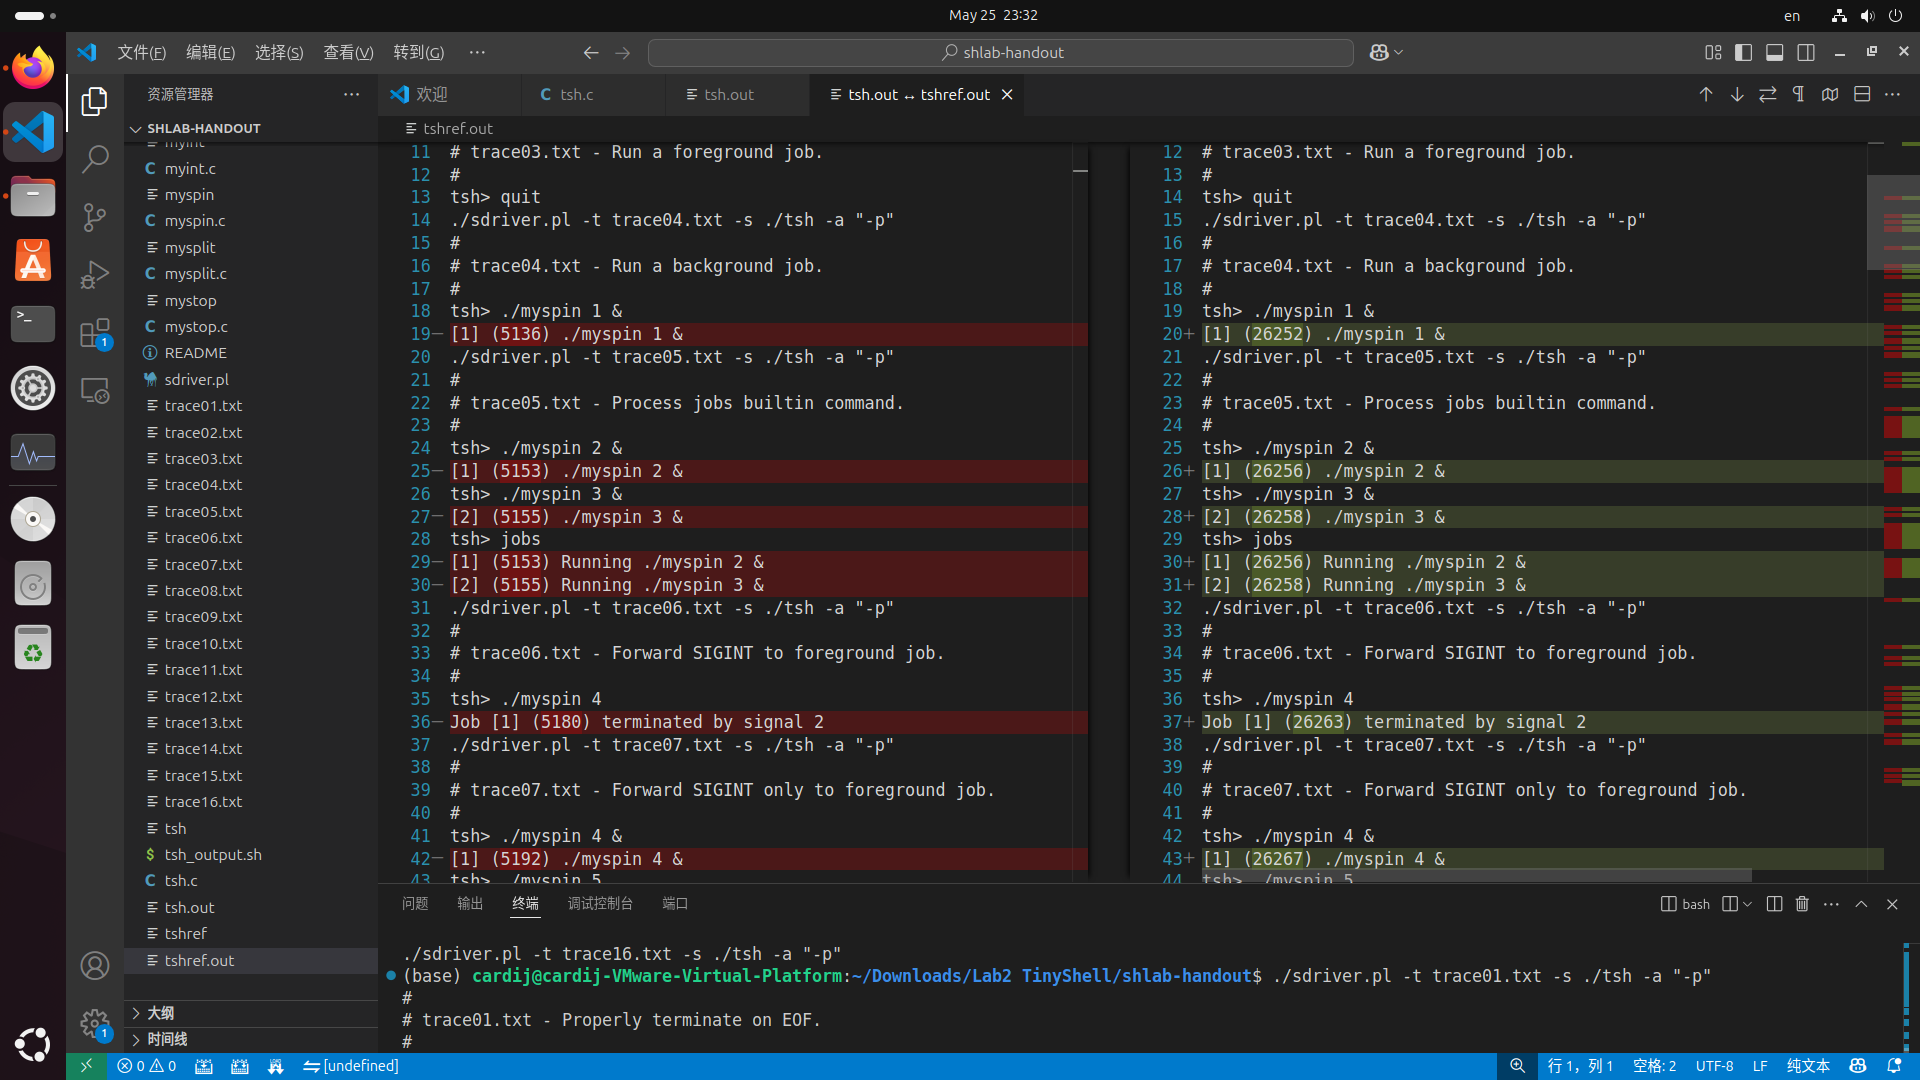 May 25 23:32
en
文件(F) 编辑(E) 选择(S) 查看(V) 转到(G) ···
shlab-handout
资源管理器
欢迎
tsh.c
tsh.out
tsh.out ↔ tshref.out
SHLAB-HANDOUT
tshref.out
myint
myint.c
myspin
myspin.c
mysplit
mysplit.c
mystop
mystop.c
README
sdriver.pl
trace01.txt
trace02.txt
trace03.txt
trace04.txt
trace05.txt
trace06.txt
trace07.txt
trace08.txt
trace09.txt
trace10.txt
trace11.txt
trace12.txt
trace13.txt
trace14.txt
trace15.txt
trace16.txt
tsh
tsh_output.sh
tsh.c
tsh.out
tshref
tshref.out
大纲
时间线
11 # trace03.txt - Run a foreground job.
12 #
13 tsh> quit
14 ./sdriver.pl -t trace04.txt -s ./tsh -a "-p"
15 #
16 # trace04.txt - Run a background job.
17 #
18 tsh> ./myspin 1 &
19− [1] (5136) ./myspin 1 &
20 ./sdriver.pl -t trace05.txt -s ./tsh -a "-p"
21 #
22 # trace05.txt - Process jobs builtin command.
23 #
24 tsh> ./myspin 2 &
25− [1] (5153) ./myspin 2 &
26 tsh> ./myspin 3 &
27− [2] (5155) ./myspin 3 &
28 tsh> jobs
29− [1] (5153) Running ./myspin 2 &
30− [2] (5155) Running ./myspin 3 &
31 ./sdriver.pl -t trace06.txt -s ./tsh -a "-p"
32 #
33 # trace06.txt - Forward SIGINT to foreground job.
34 #
35 tsh> ./myspin 4
36− Job [1] (5180) terminated by signal 2
37 ./sdriver.pl -t trace07.txt -s ./tsh -a "-p"
38 #
39 # trace07.txt - Forward SIGINT only to foreground job.
40 #
41 tsh> ./myspin 4 &
42− [1] (5192) ./myspin 4 &
43 tsh> ./myspin 5
12 # trace03.txt - Run a foreground job.
13 #
14 tsh> quit
15 ./sdriver.pl -t trace04.txt -s ./tsh -a "-p"
16 #
17 # trace04.txt - Run a background job.
18 #
19 tsh> ./myspin 1 &
20+ [1] (26252) ./myspin 1 &
21 ./sdriver.pl -t trace05.txt -s ./tsh -a "-p"
22 #
23 # trace05.txt - Process jobs builtin command.
24 #
25 tsh> ./myspin 2 &
26+ [1] (26256) ./myspin 2 &
27 tsh> ./myspin 3 &
28+ [2] (26258) ./myspin 3 &
29 tsh> jobs
30+ [1] (26256) Running ./myspin 2 &
31+ [2] (26258) Running ./myspin 3 &
32 ./sdriver.pl -t trace06.txt -s ./tsh -a "-p"
33 #
34 # trace06.txt - Forward SIGINT to foreground job.
35 #
36 tsh> ./myspin 4
37+ Job [1] (26263) terminated by signal 2
38 ./sdriver.pl -t trace07.txt -s ./tsh -a "-p"
39 #
40 # trace07.txt - Forward SIGINT only to foreground job.
41 #
42 tsh> ./myspin 4 &
43+ [1] (26267) ./myspin 4 &
44 tsh> ./myspin 5
问题 输出 终端 调试控制台 端口
bash
./sdriver.pl -t trace16.txt -s ./tsh -a "-p"
(base) cardij@cardij-VMware-Virtual-Platform:~/Downloads/Lab2 TinyShell/shlab-handout$ ./sdriver.pl -t trace01.txt -s ./tsh -a "-p"
#
# trace01.txt - Properly terminate on EOF.
#
1
1
0 0
[undefined]
行 1，列 1
空格: 2
UTF-8
LF
纯文本